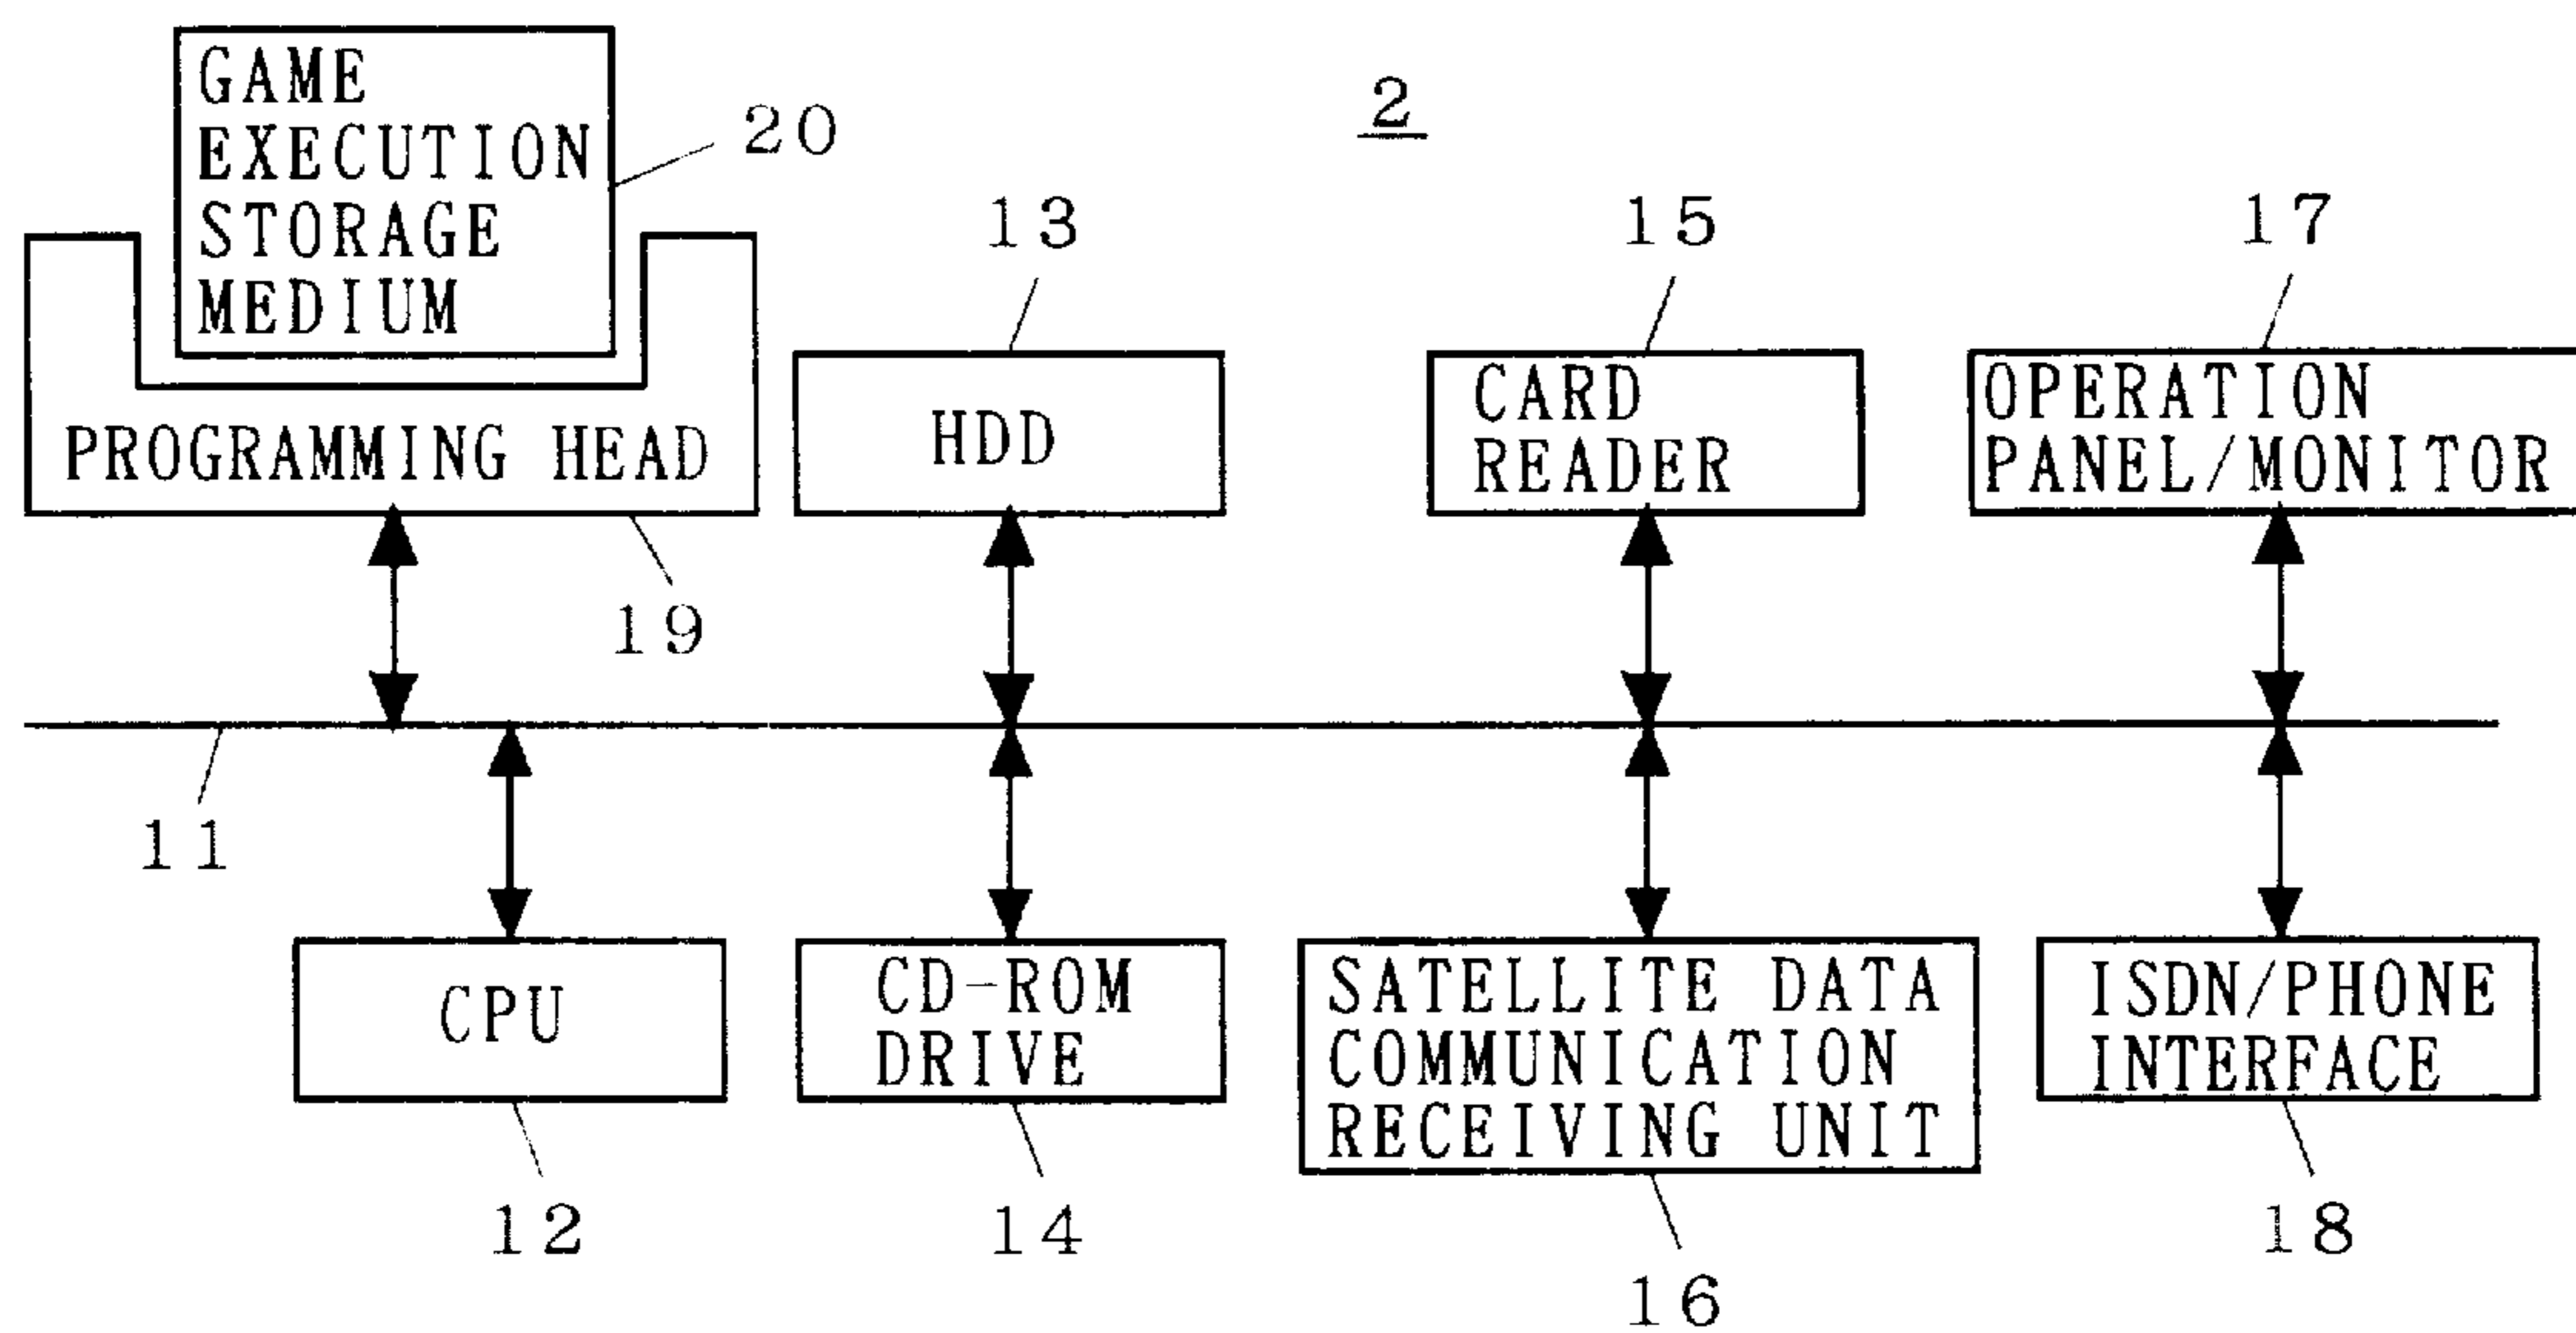 GAME
EXECUTION
STORAGE
MEDIUM
20
2
13
15
17
PROGRAMMING HEAD
HDD
CARD
READER
OPERATION
PANEL/MONITOR
19
11
CPU
CD-ROM
DRIVE
SATELLITE DATA
COMMUNICATION
RECEIVING UNIT
ISDN/PHONE
INTERFACE
12
14
16
18